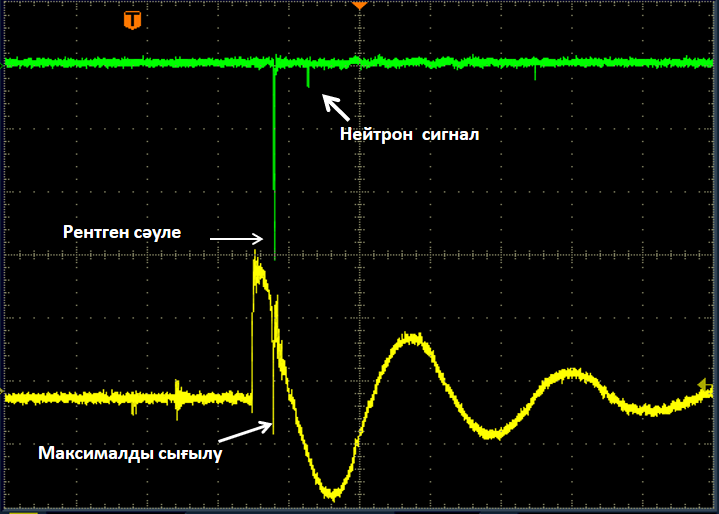 T
Нейтрон сигнал
Рентген сәуле
Максималды сығылу